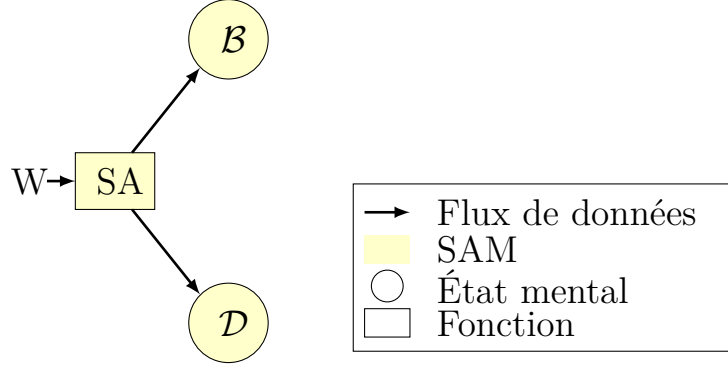 B
W
SA
D
Flux de données
SAM
État mental
Fonction